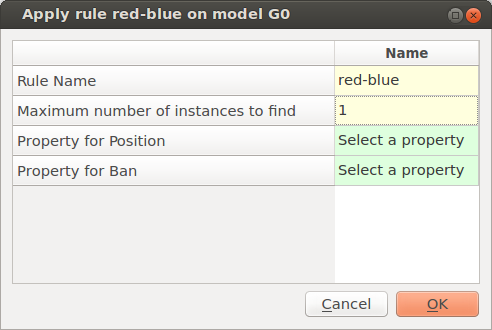 Apply rule red-blue on model G0
Name
Rule Name red-blue
Maximum number of instances to find 1
Property for Position Select a property
Property for Ban Select a property
Cancel OK